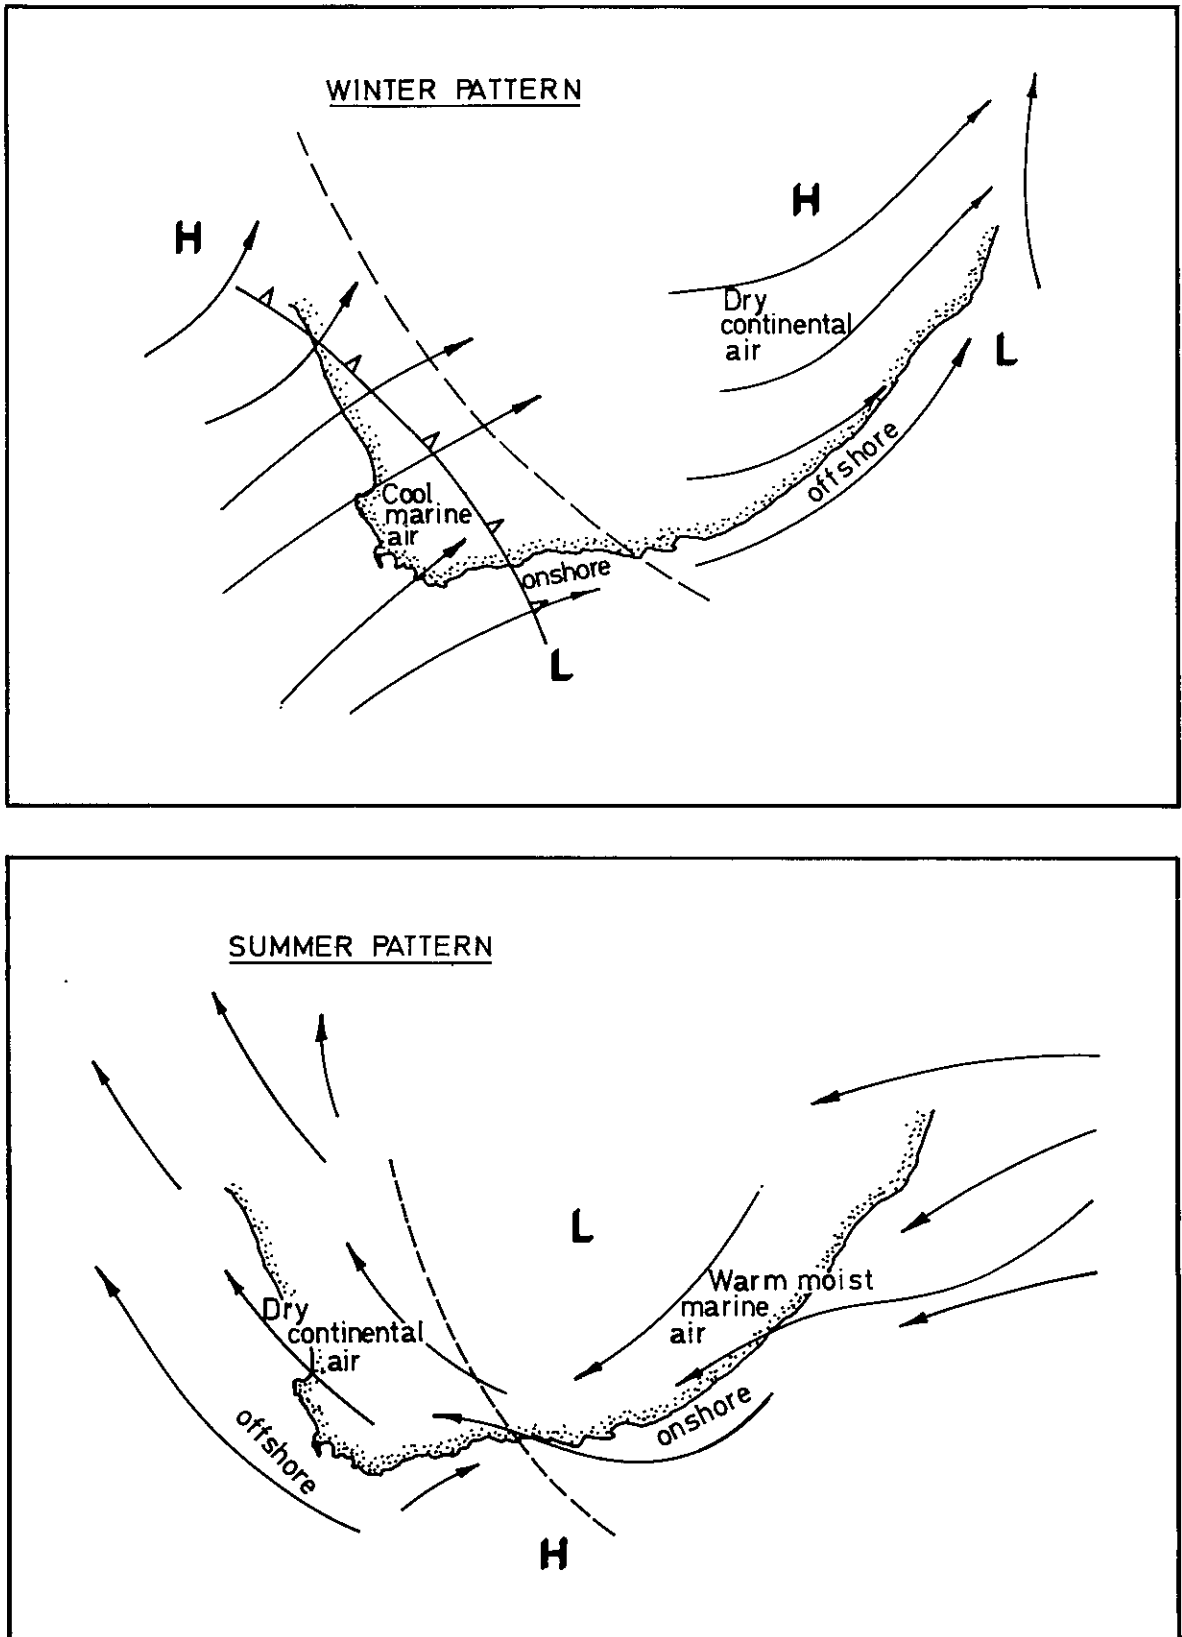 WINTER PATTERN
H
H
Dry
continental
air
L
offshore
Cool
marine
air
onshore
L
SUMMER PATTERN
L
Warm moist
marine
air
Dry
continental
air
onshore
offshore
H